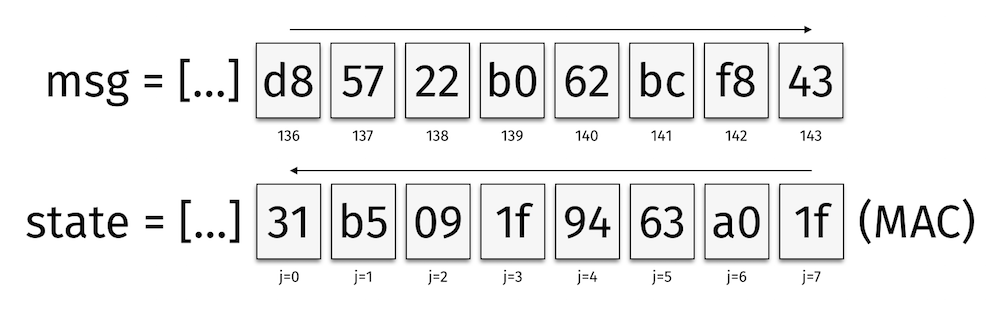 msg = [...] d8 57 22 b0 62 bc f8 43
136 137 138 139 140 141 142 143
state = [...] 31 b5 09 1f 94 63 a0 1f (MAC)
j=0 j=1 j=2 j=3 j=4 j=5 j=6 j=7